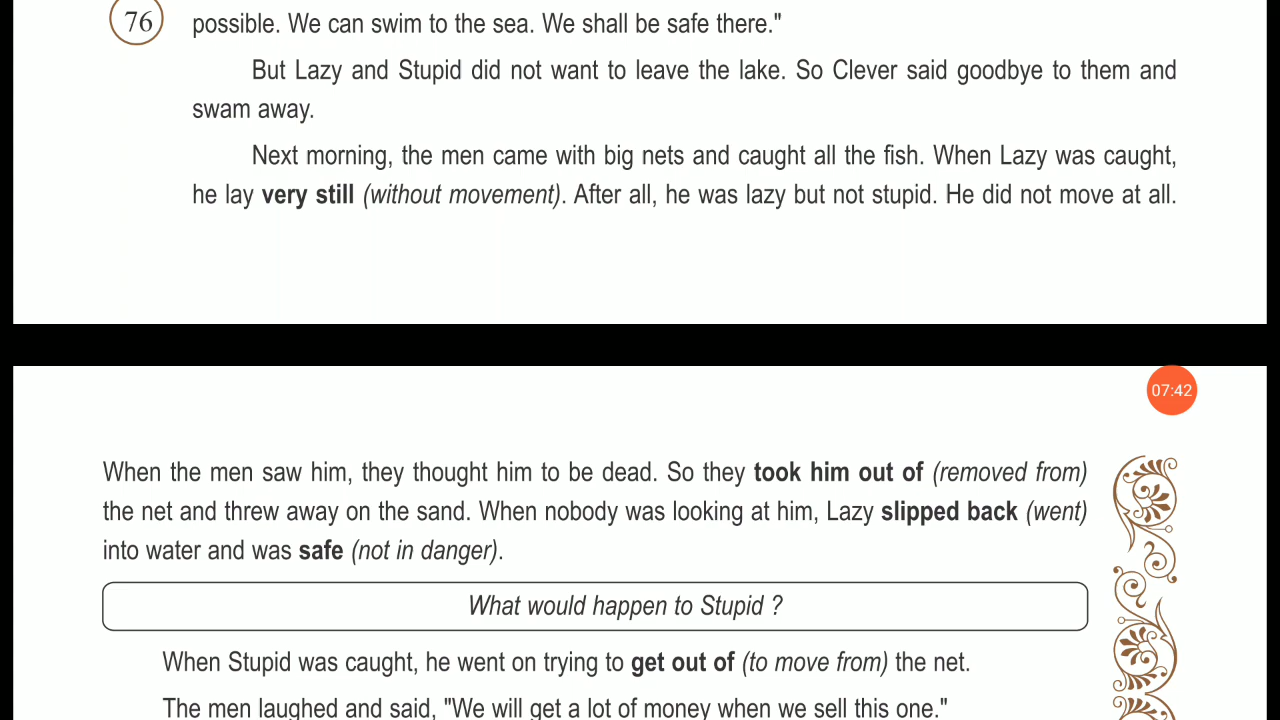 76 possible. We can swim to the sea. We shall be safe there."
But Lazy and Stupid did not want to leave the lake. So Clever said goodbye to them and
swam away.
Next morning, the men came with big nets and caught all the fish. When Lazy was caught,
he lay very still (without movement). After all, he was lazy but not stupid. He did not move at all.
07:42
When the men saw him, they thought him to be dead. So they took him out of (removed from)
the net and threw away on the sand. When nobody was looking at him, Lazy slipped back (went)
into water and was safe (not in danger).
What would happen to Stupid ?
When Stupid was caught, he went on trying to get out of (to move from) the net.
The men laughed and said, "We will get a lot of money when we sell this one."